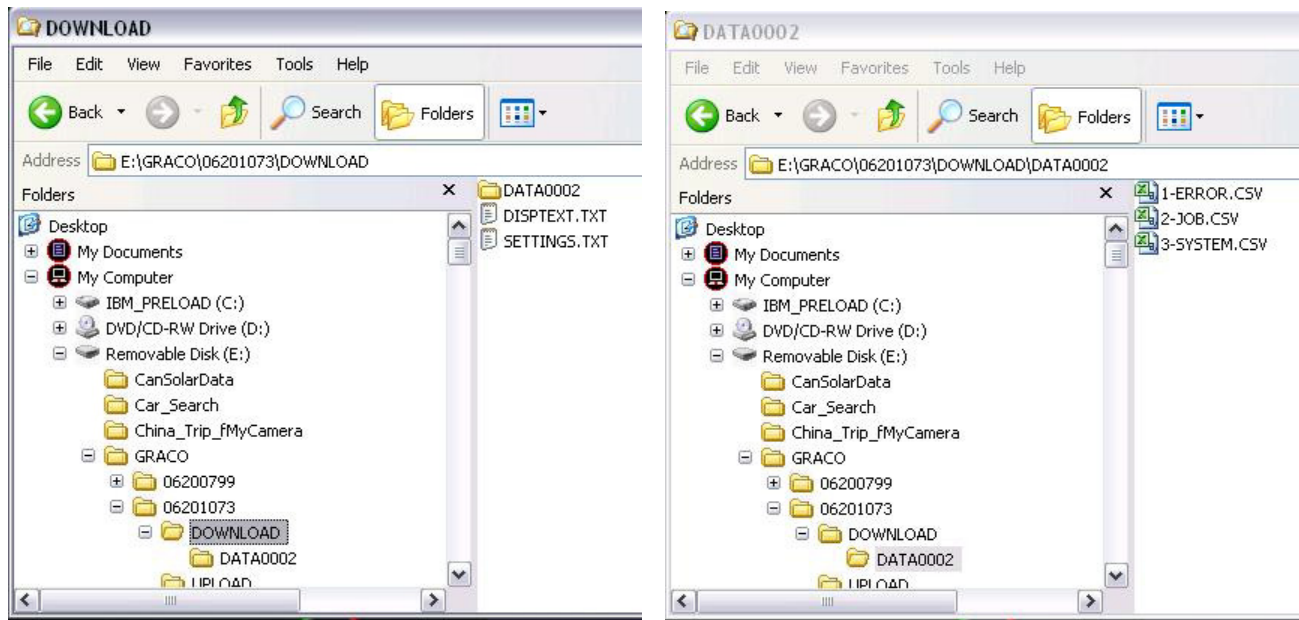 DOWNLOAD
File Edit View Favorites Tools Help
Back Search Folders
Address E:\GRACO\06201073\DOWNLOAD
Folders
Desktop
My Documents
My Computer
IBM_PRELOAD (C:)
DVD/CD-RW Drive (D:)
Removable Disk (E:)
CanSolarData
Car_Search
China_Trip_fMyCamera
GRACO
06200799
06201073
DOWNLOAD
DATA0002
UPLOAD
DATA0002
DISPTEXT.TXT
SETTINGS.TXT
DATA0002
File Edit View Favorites Tools Help
Back Search Folders
Address E:\GRACO\06201073\DOWNLOAD\DATA0002
Folders
Desktop
My Documents
My Computer
IBM_PRELOAD (C:)
DVD/CD-RW Drive (D:)
Removable Disk (E:)
CanSolarData
Car_Search
China_Trip_fMyCamera
GRACO
06200799
06201073
DOWNLOAD
DATA0002
UPLOAD
1-ERROR.CSV
2-JOB.CSV
3-SYSTEM.CSV